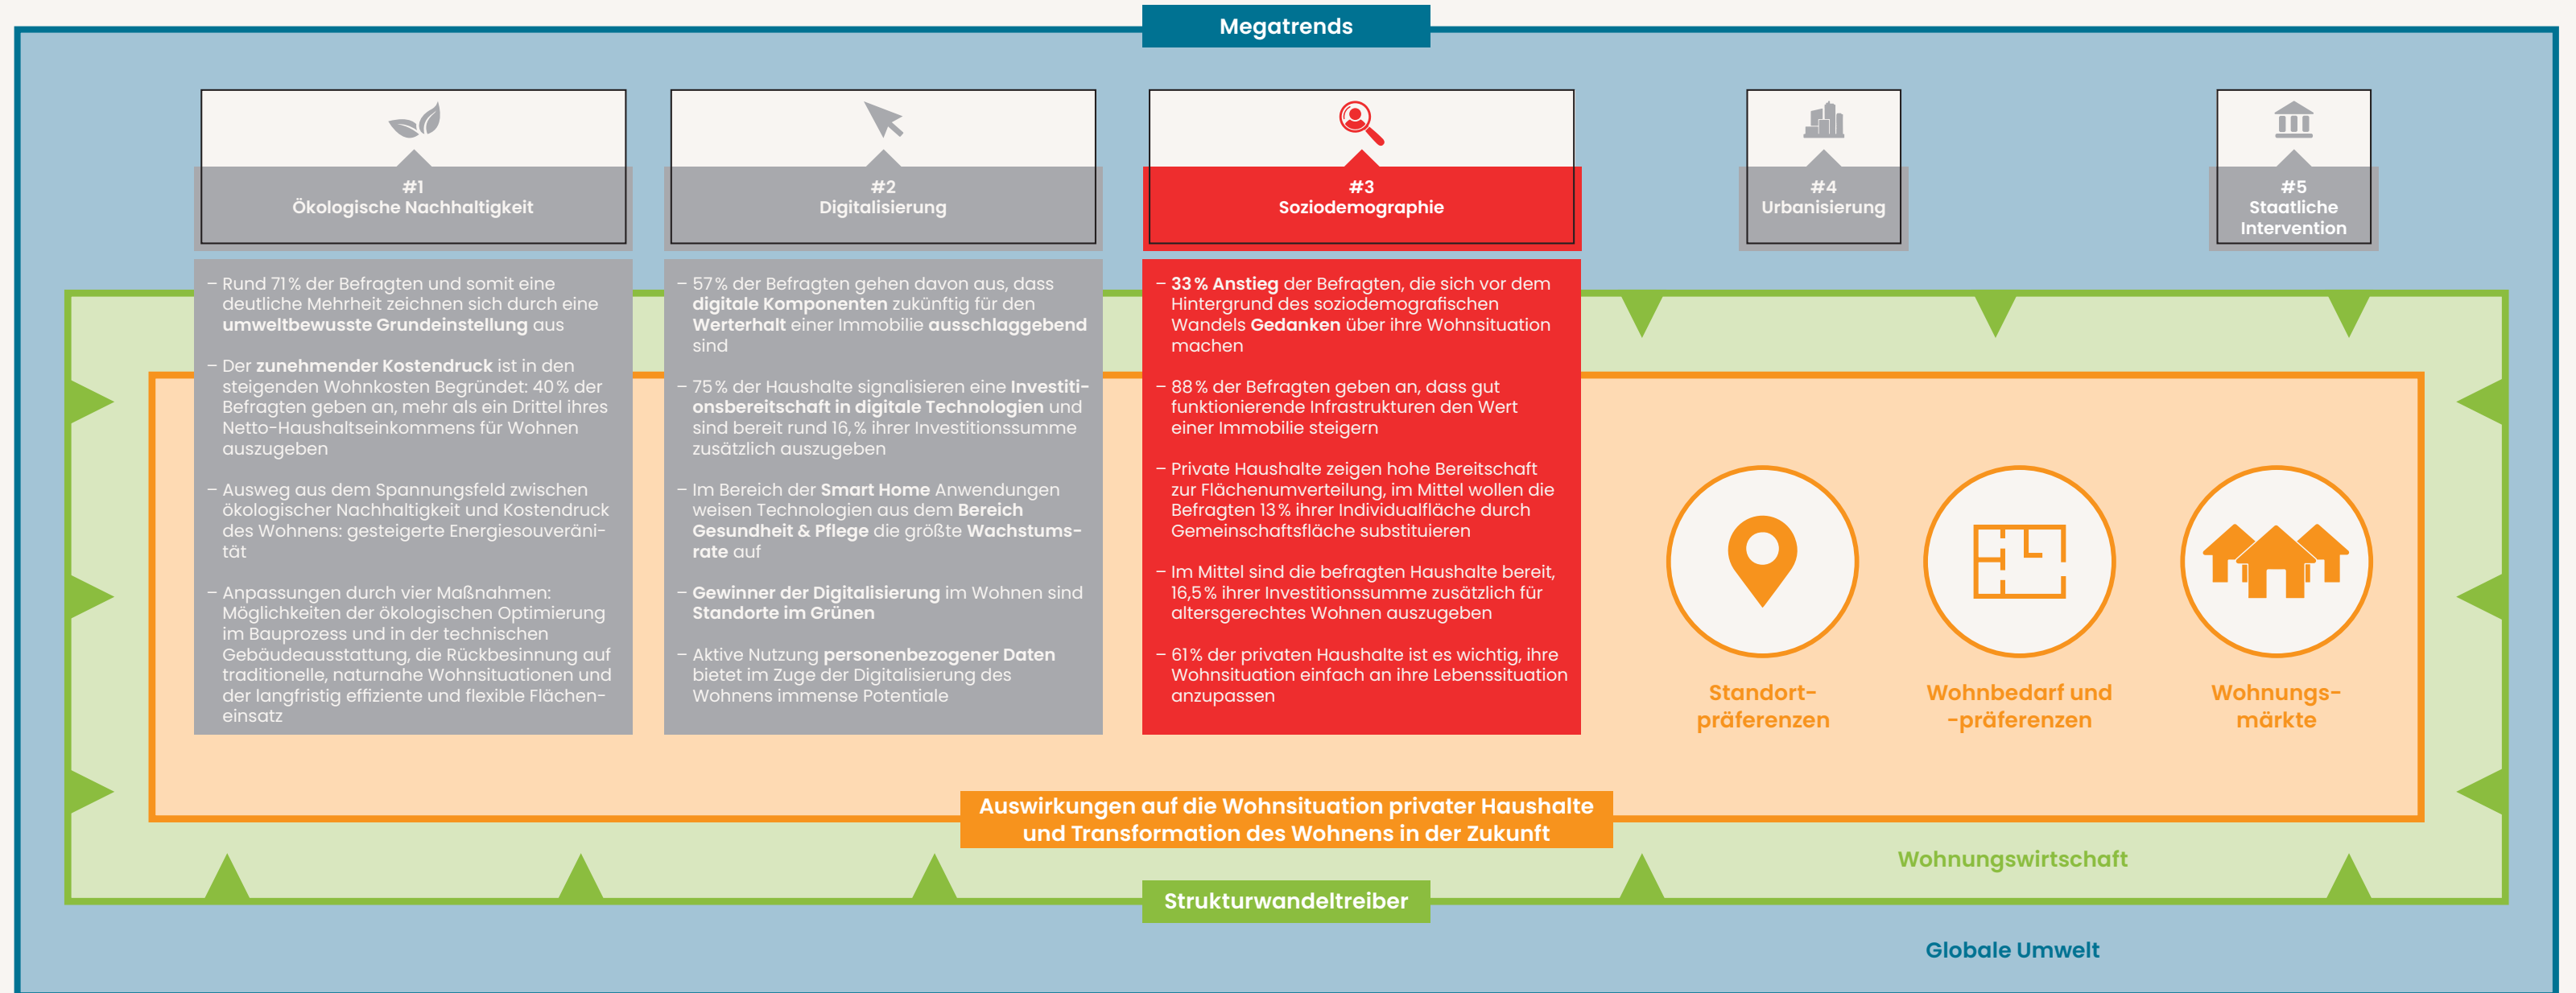 Megatrends
#1
Ökologische Nachhaltigkeit
– Rund 71 % der Befragten und somit eine
deutliche Mehrheit zeichnen sich durch eine
umweltbewusste Grundeinstellung aus
– Der zunehmender Kostendruck ist in den
steigenden Wohnkosten Begründet: 40 % der
Befragten geben an, mehr als ein Drittel ihres
Netto-Haushaltseinkommens für Wohnen
auszugeben
– Ausweg aus dem Spannungsfeld zwischen
ökologischer Nachhaltigkeit und Kostendruck
des Wohnens: gesteigerte Energiesouveräni-
tät
– Anpassungen durch vier Maßnahmen:
Möglichkeiten der ökologischen Optimierung
im Bauprozess und in der technischen
Gebäudeausstattung, die Rückbesinnung auf
traditionelle, naturnahe Wohnsituationen und
der langfristig effiziente und flexible Flächen-
einsatz
#2
Digitalisierung
– 57 % der Befragten gehen davon aus, dass
digitale Komponenten zukünftig für den
Werterhalt einer Immobilie ausschlaggebend
sind
– 75 % der Haushalte signalisieren eine Investiti-
onsbereitschaft in digitale Technologien und
sind bereit rund 16, % ihrer Investitionssumme
zusätzlich auszugeben
– Im Bereich der Smart Home Anwendungen
weisen Technologien aus dem Bereich
Gesundheit & Pflege die größte Wachstums-
rate auf
– Gewinner der Digitalisierung im Wohnen sind
Standorte im Grünen
– Aktive Nutzung personenbezogener Daten
bietet im Zuge der Digitalisierung des
Wohnens immense Potentiale
#3
Soziodemographie
– 33 % Anstieg der Befragten, die sich vor dem
Hintergrund des soziodemografischen
Wandels Gedanken über ihre Wohnsituation
machen
– 88 % der Befragten geben an, dass gut
funktionierende Infrastrukturen den Wert
einer Immobilie steigern
– Private Haushalte zeigen hohe Bereitschaft
zur Flächenumverteilung, im Mittel wollen die
Befragten 13 % ihrer Individualfläche durch
Gemeinschaftsfläche substituieren
– Im Mittel sind die befragten Haushalte bereit,
16,5 % ihrer Investitionssumme zusätzlich für
altersgerechtes Wohnen auszugeben
– 61 % der privaten Haushalte ist es wichtig, ihre
Wohnsituation einfach an ihre Lebenssituation
anzupassen
#4
Urbanisierung
#5
Staatliche
Intervention
Standort-
präferenzen
Wohnbedarf und
-präferenzen
Wohnungs-
märkte
Auswirkungen auf die Wohnsituation privater Haushalte
und Transformation des Wohnens in der Zukunft
Wohnungswirtschaft
Strukturwandeltreiber
Globale Umwelt